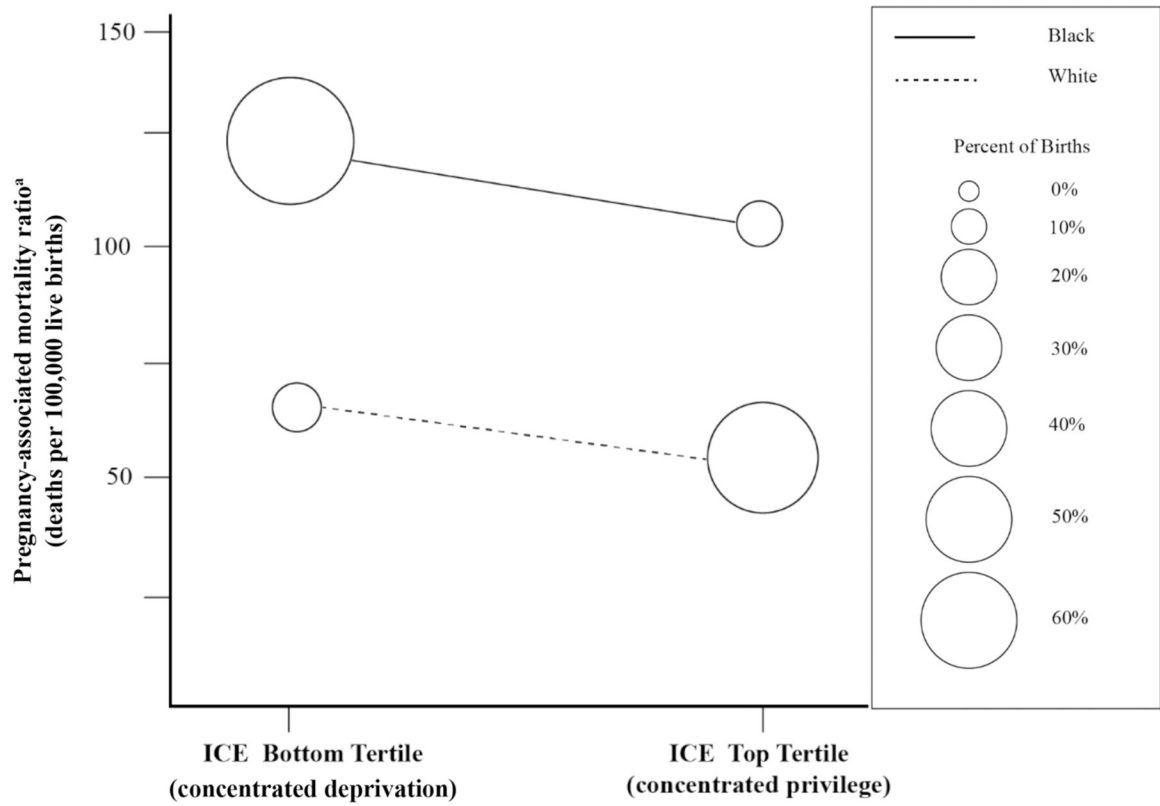 Pregnancy-associated mortality ratioᵃ
(deaths per 100,000 live births)
150
100
50
ICE Bottom Tertile
(concentrated deprivation)
ICE Top Tertile
(concentrated privilege)
Black
White
Percent of Births
0%
10%
20%
30%
40%
50%
60%